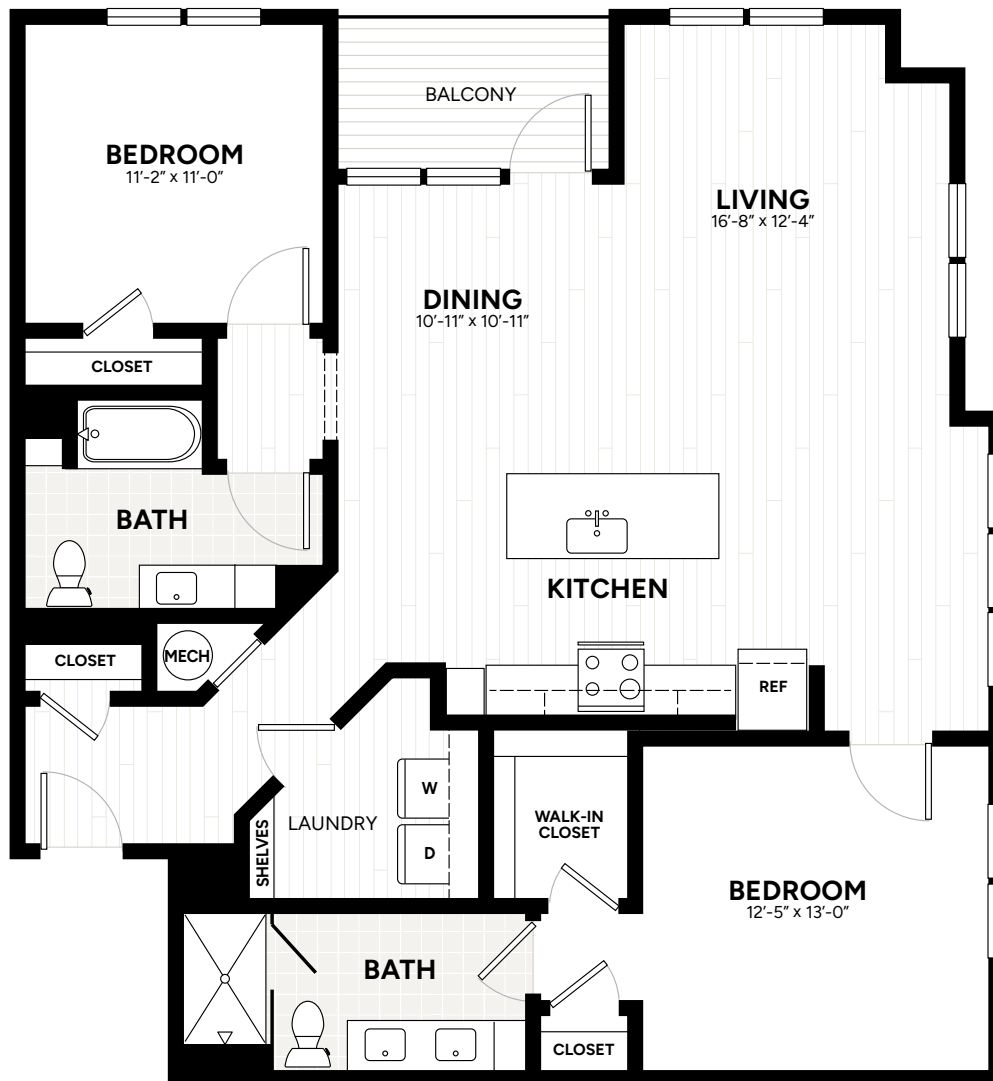 BALCONY
BEDROOM
11'-2" x 11'-0"
LIVING
16'-8" x 12'-4"
DINING
10'-11" x 10'-11"
CLOSET
BATH
KITCHEN
CLOSET
MECH
REF
W
D
LAUNDRY
SHELVES
WALK-IN
CLOSET
BEDROOM
12'-5" x 13'-0"
BATH
CLOSET